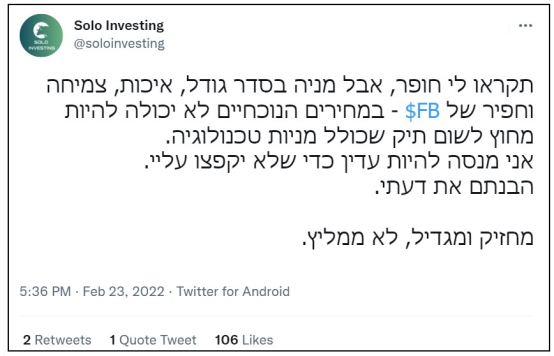 SOLO
INVESTING
Solo Investing
@soloinvesting
תקראו לי חופר, אבל מניה בסדר גודל, איכות, צמיחה
וחפיר של $FB - במחירים הנוכחיים לא יכולה להיות
מחוץ לשום תיק שכולל מניות טכנולוגיה.
אני מנסה להיות עדין כדי שלא יקפצו עליי.
הבנתם את דעתי.
מחזיק ומגדיל, לא ממליץ.
5:36 PM · Feb 23, 2022 · Twitter for Android
2 Retweets 1 Quote Tweet 106 Likes